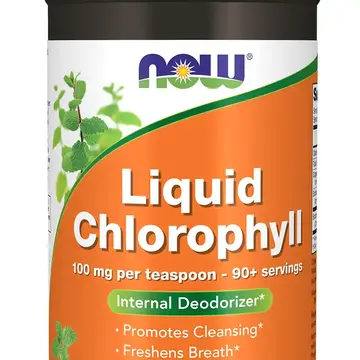 NOW
Liquid
Chlorophyll
100 mg per teaspoon - 90+ servings
Internal Deodorizer*
• Promotes Cleansing*
• Freshens Breath*